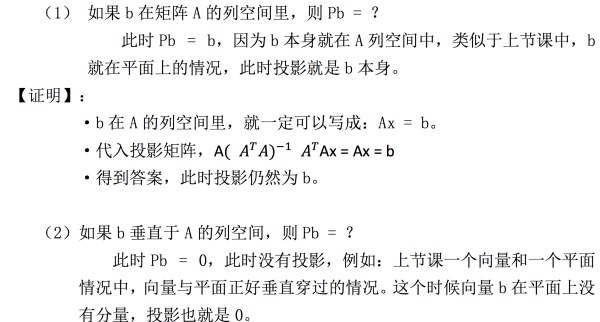 （1） 如果 b 在矩阵 A 的列空间里，则 Pb = ？
此时 Pb = b，因为 b 本身就在 A 列空间中，类似于上节课中，b
就在平面上的情况，此时投影就是 b 本身。
【证明】：
·b 在 A 的列空间里，就一定可以写成：Ax = b。
·代入投影矩阵，A( AᵀA)⁻¹ AᵀAx = Ax = b
·得到答案，此时投影仍然为 b。
（2）如果 b 垂直于 A 的列空间，则 Pb = ？
此时 Pb = 0，此时没有投影，例如：上节课一个向量和一个平面
情况中，向量与平面正好垂直穿过的情况。这个时候向量 b 在平面上没
有分量，投影也就是 0。